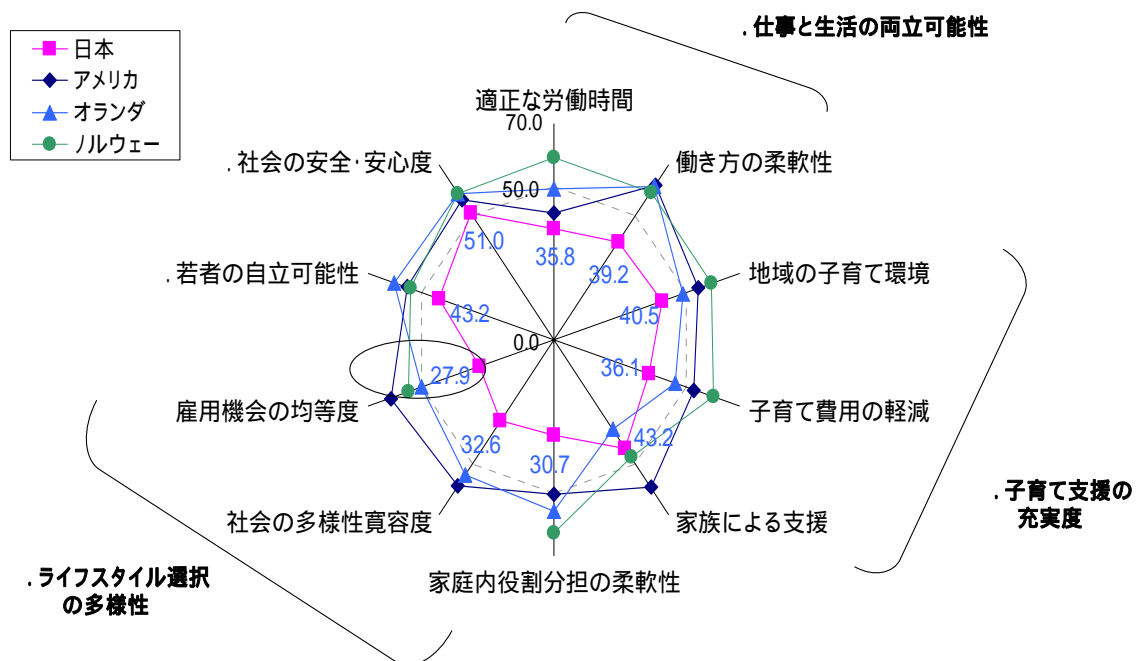 .仕事と生活の両立可能性
日本
アメリカ
オランダ
ノルウェー
適正な労働時間
70.0
.社会の安全･安心度
働き方の柔軟性
50.0
51.0
35.8
39.2
.若者の自立可能性
地域の子育て環境
43.2
40.5
0.0
36.1
27.9
雇用機会の均等度
子育て費用の軽減
32.6
30.7
43.2
.子育て支援の
充実度
社会の多様性寛容度
家族による支援
家庭内役割分担の柔軟性
.ライフスタイル選択
の多様性